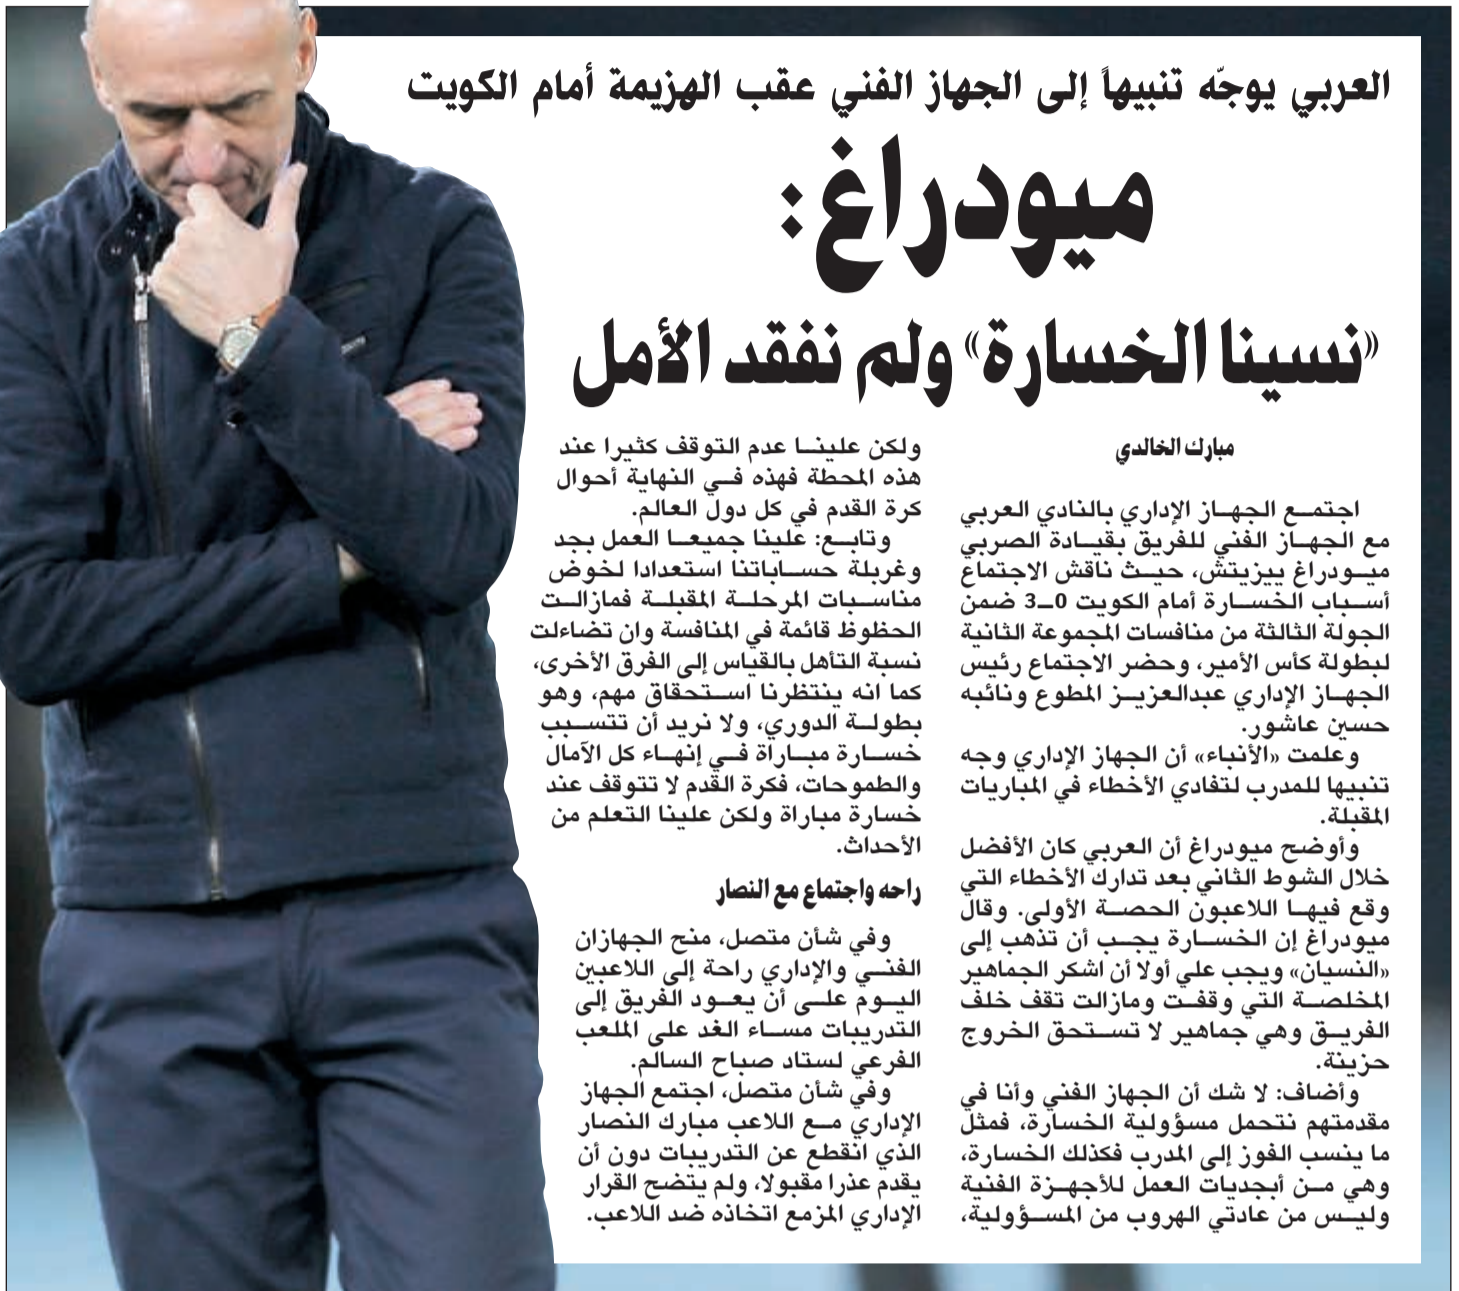 العربي يوجّه تنبيهاً إلى الجهاز الفني عقب الهزيمة أمام الكويت
ميودراغ:
«نسينا الخسارة» ولم نفقد الأمل
مبارك الخالدي
اجتمع الجهاز الإداري بالنادي العربي
مع الجهاز الفني للفريق بقيادة الصربي
ميودراغ ييزيتش، حيث ناقش الاجتماع
أسباب الخسارة أمام الكويت 0-3 ضمن
الجولة الثالثة من منافسات المجموعة الثانية
لبطولة كأس الأمير، وحضر الاجتماع رئيس
الجهاز الإداري عبدالعزيز المطوع ونائبه
حسين عاشور.
وعلمت «الأنباء» أن الجهاز الإداري وجه
تنبيها للمدرب لتفادي الأخطاء في المباريات
المقبلة.
وأوضح ميودراغ أن العربي كان الأفضل
خلال الشوط الثاني بعد تدارك الأخطاء التي
وقع فيها اللاعبون الحصة الأولى. وقال
ميودراغ إن الخسارة يجب أن تذهب إلى
«النسيان» ويجب علي أولا أن اشكر الجماهير
المخلصة التي وقفت ومازالت تقف خلف
الفريق وهي جماهير لا تستحق الخروج
حزينة.
وأضاف: لا شك أن الجهاز الفني وأنا في
مقدمتهم نتحمل مسؤولية الخسارة، فمثل
ما ينسب الفوز إلى المدرب فكذلك الخسارة،
وهي من أبجديات العمل للأجهزة الفنية
وليس من عادتي الهروب من المسؤولية،
ولكن علينا عدم التوقف كثيرا عند
هذه المحطة فهذه في النهاية أحوال
كرة القدم في كل دول العالم.
وتابع: علينا جميعا العمل بجد
وغربلة حساباتنا استعدادا لخوض
مناسبات المرحلة المقبلة فمازالت
الحظوظ قائمة في المنافسة وان تضاءلت
نسبة التأهل بالقياس إلى الفرق الأخرى،
كما انه ينتظرنا استحقاق مهم، وهو
بطولة الدوري، ولا نريد أن تتسبب
خسارة مباراة في إنهاء كل الآمال
والطموحات، فكرة القدم لا تتوقف عند
خسارة مباراة ولكن علينا التعلم من
الأحداث.
راحه واجتماع مع النصار
وفي شأن متصل، منح الجهازان
الفني والإداري راحة إلى اللاعبين
اليوم على أن يعود الفريق إلى
التدريبات مساء الغد على الملعب
الفرعي لستاد صباح السالم.
وفي شأن متصل، اجتمع الجهاز
الإداري مع اللاعب مبارك النصار
الذي انقطع عن التدريبات دون أن
يقدم عذرا مقبولا، ولم يتضح القرار
الإداري المزمع اتخاذه ضد اللاعب.